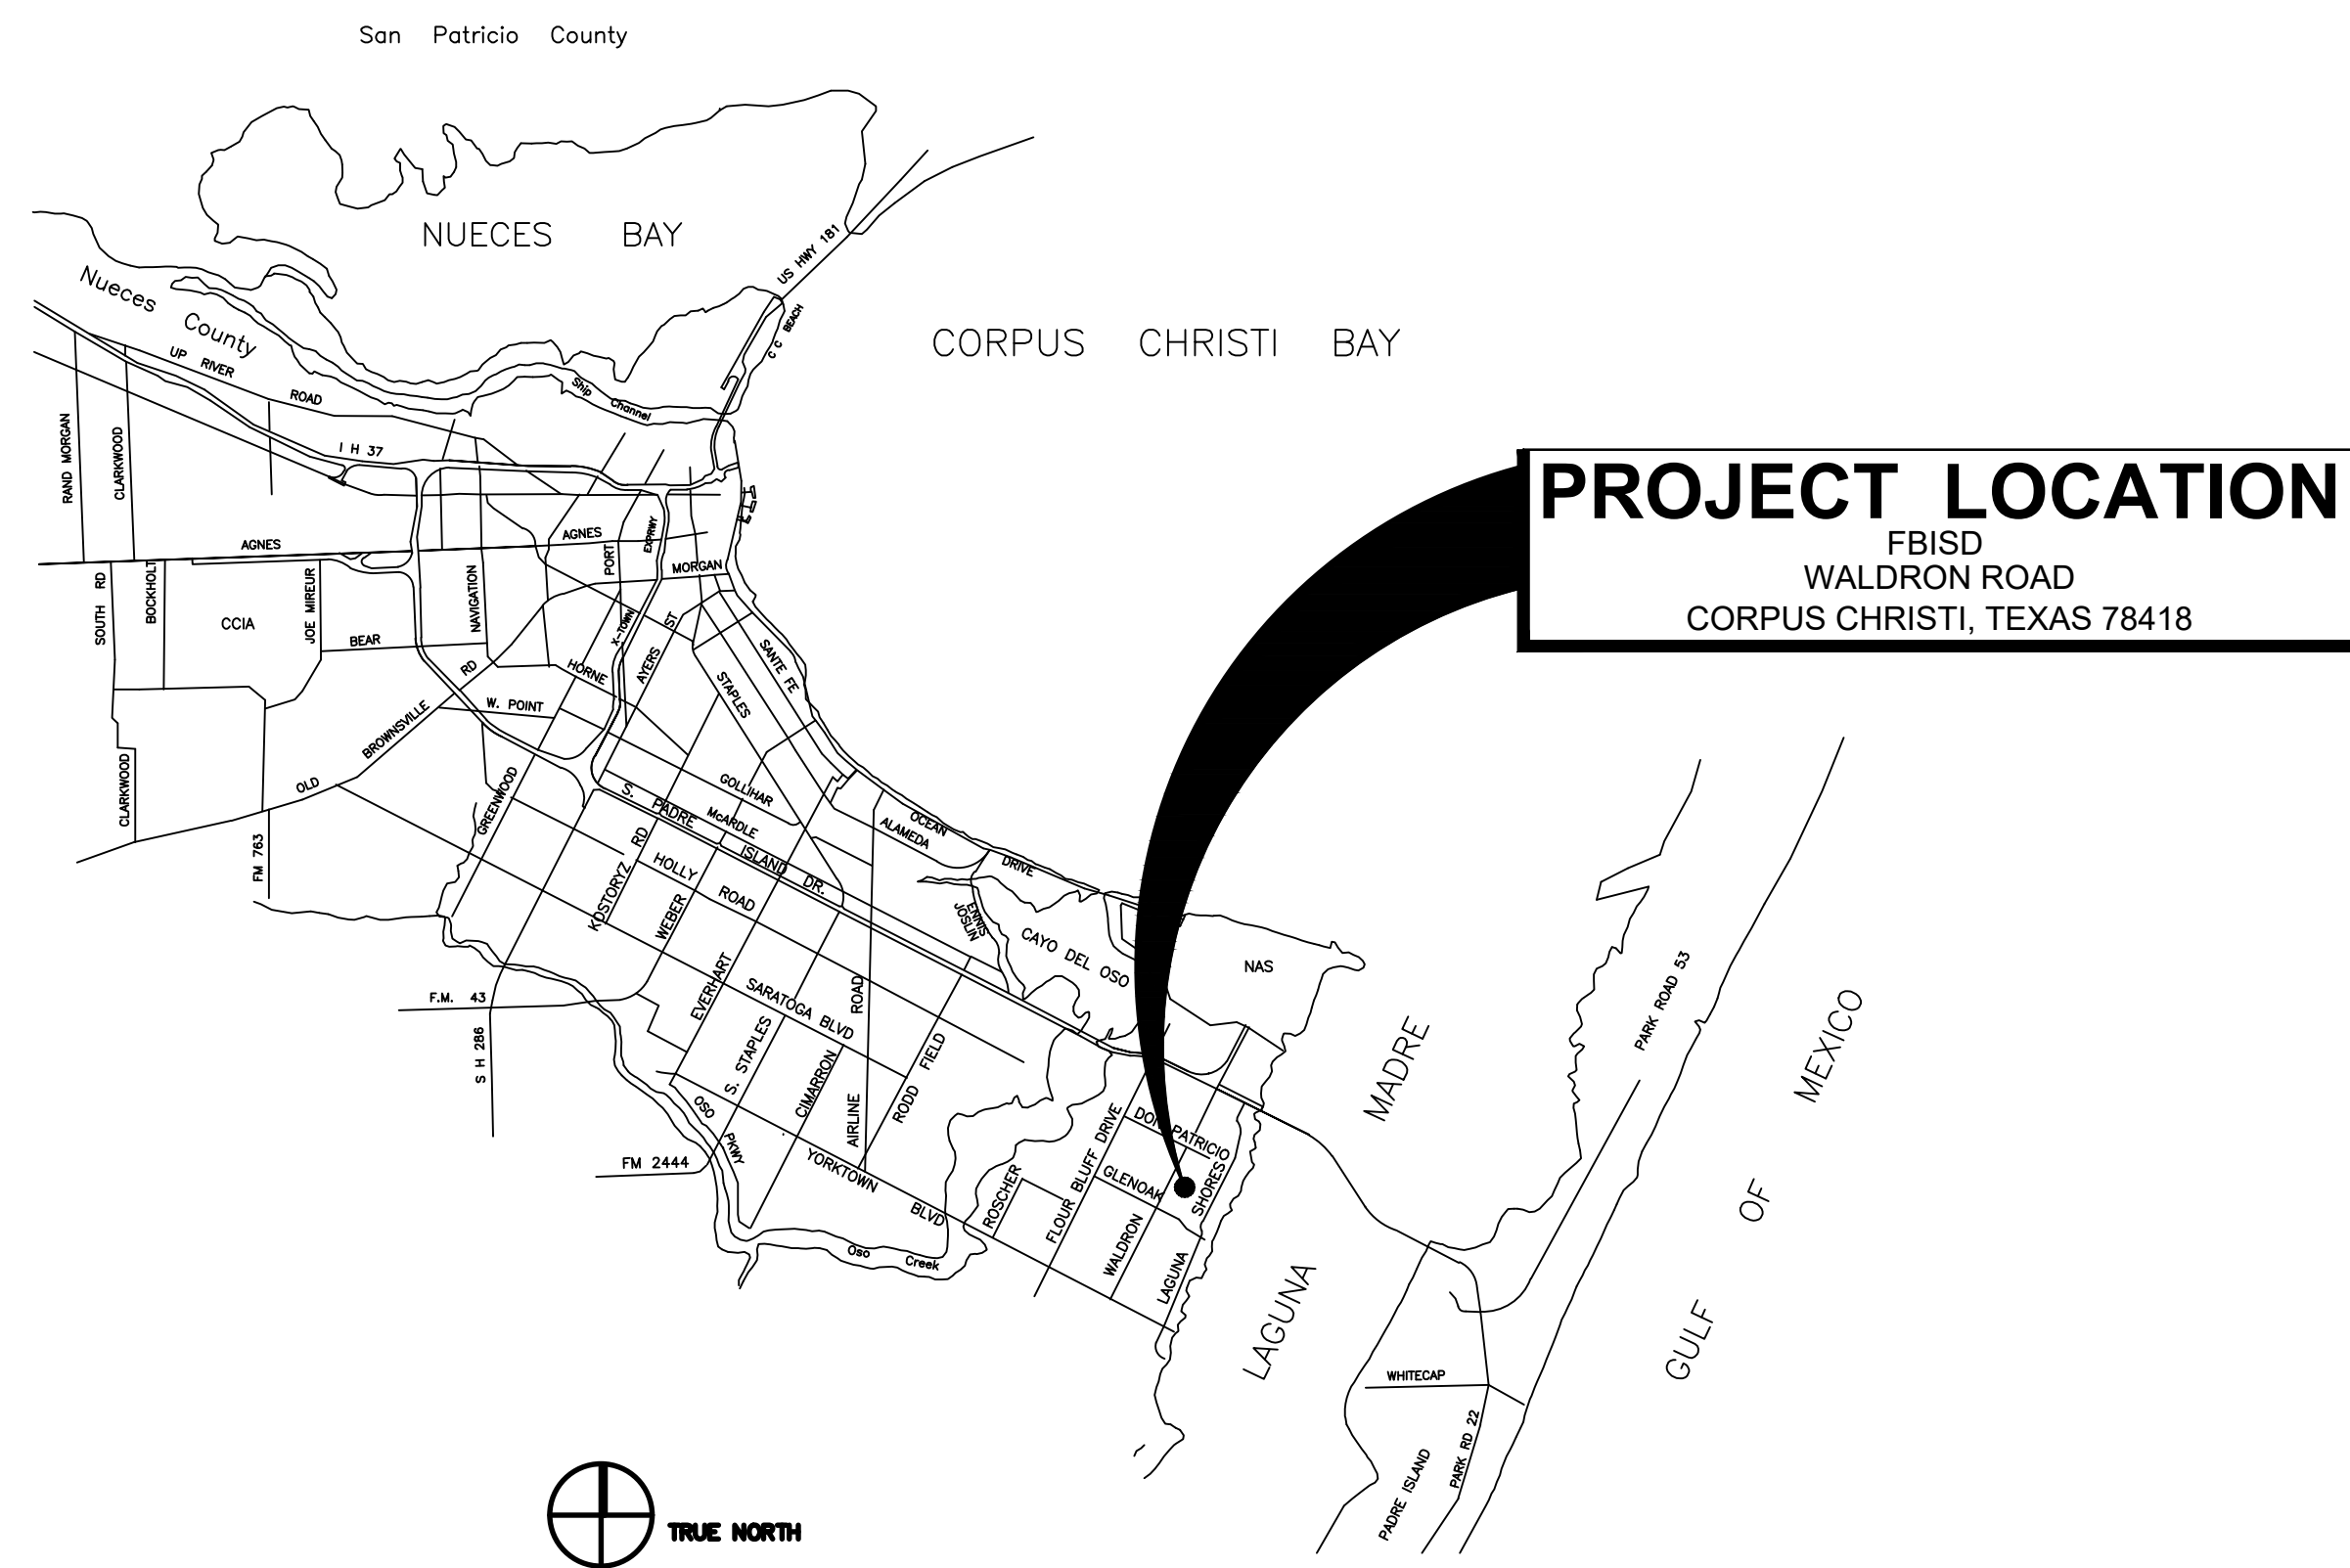 San Patricio County
NUECES BAY
US HWY 181
Nueces County
C C BEACH
CORPUS CHRISTI BAY
UP RIVER ROAD
Ship Channel
I H 37
RAND MORGAN
CLARKWOOD
PROJECT LOCATION
FBISD
WALDRON ROAD
CORPUS CHRISTI, TEXAS 78418
AGNES
AGNES
PORT
EXPRWY
MORGAN
SOUTH RD
BOCKHOLT
CCIA
JOE MIREUR
NAVIGATION
BEAR
X-TOWN
AYERS ST
HORNE
SANTE FE
STAPLES
W. POINT
OLD BROWNSVILLE RD
CLARKWOOD
FM 763
GREENWOOD
GOLLIHAR
McARDLE
S. PADRE ISLAND DR.
OCEAN DRIVE
ALAMEDA
KOSTORYZ RD
HOLLY ROAD
WEBER
ENNIS JOSLIN
CAYO DEL OSO
NAS
EVERHART
SARATOGA BLVD
F.M. 43
S H 286
S. STAPLES
CIMARRON
AIRLINE ROAD
RODD FIELD
OSO PKWY
FM 2444
YORKTOWN BLVD
Oso Creek
ROSCHER
FLOUR BLUFF DRIVE
DON PATRICIO
GLENOAK
WALDRON
LAGUNA SHORES
LAGUNA MADRE
PARK ROAD 53
GULF OF MEXICO
WHITECAP
PARK RD 22
PADRE ISLAND
TRUE NORTH